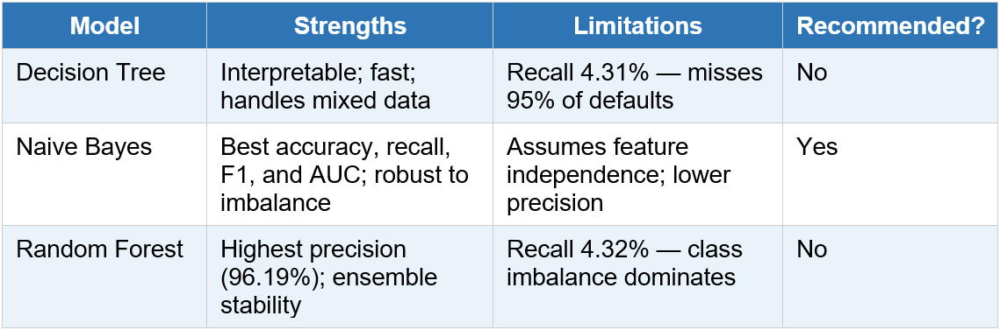 Model Strengths Limitations Recommended?
Decision Tree
Interpretable; fast;
handles mixed data
Recall 4.31% — misses
95% of defaults
No
Naive Bayes
Best accuracy, recall,
F1, and AUC; robust to
imbalance
Assumes feature
independence; lower
precision
Yes
Random Forest
Highest precision
(96.19%); ensemble
stability
Recall 4.32% — class
imbalance dominates
No